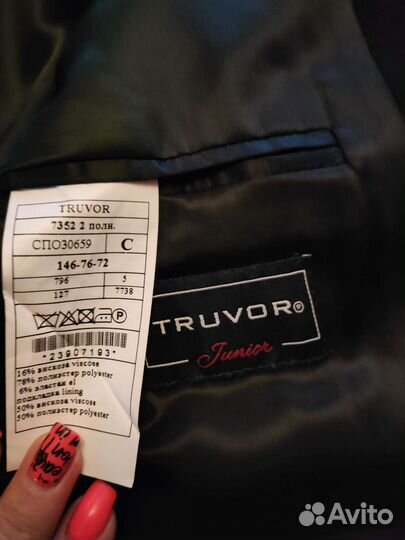 TRUVOR
7352 2 полн.
СПО30659 С
146-76-72
796 5
127 7738
*23907193*
16% вискоза viscose
78% полиэстер polyester
6% эластан el
подкладка lining
50% вискоза viscose
50% полиэстер polyester
TRUVOR®
Junior
Avito